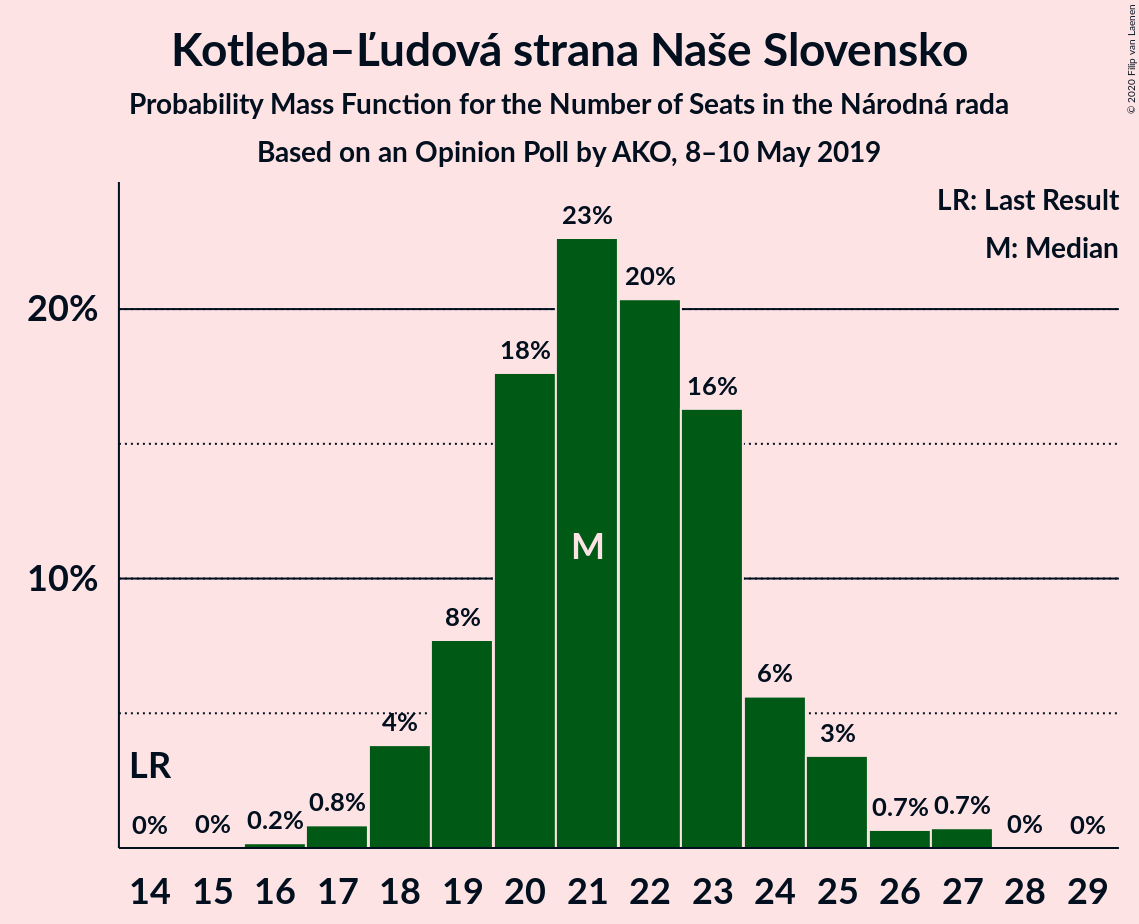 Kotleba–Ľudová strana Naše Slovensko
Probability Mass Function for the Number of Seats in the Národná rada
Based on an Opinion Poll by AKO, 8–10 May 2019
© 2020 Filip van Laenen
LR: Last Result
M: Median
20%
10%
LR
0%
0%
0.2%
0.8%
4%
8%
18%
23%
20%
16%
6%
3%
0.7%
0.7%
0%
0%
M
14 15 16 17 18 19 20 21 22 23 24 25 26 27 28 29